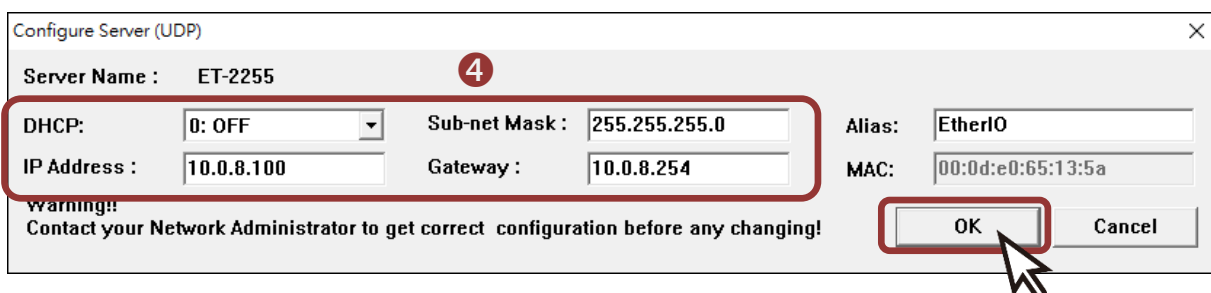 Configure Server (UDP)
Server Name : ET-2255
4
DHCP: 0: OFF Sub-net Mask : 255.255.255.0 Alias: EtherIO
IP Address : 10.0.8.100 Gateway : 10.0.8.254 MAC: 00:0d:e0:65:13:5a
Warning!!
Contact your Network Administrator to get correct configuration before any changing!
OK Cancel